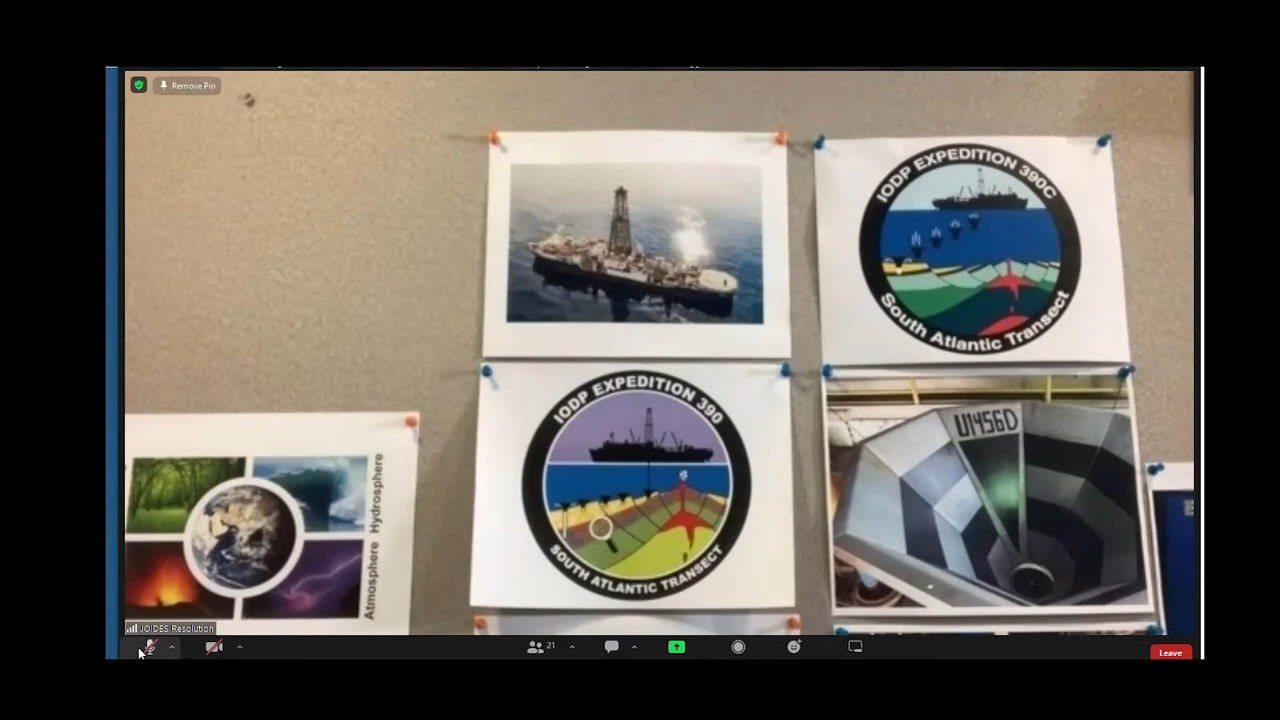 Remove Pin
IODP EXPEDITION 390C
South Atlantic Transect
IODP EXPEDITION 390
SOUTH ATLANTIC TRANSECT
U1456D
Hydrosphere
Atmosphere
JOIDES Resolution
21
Leave